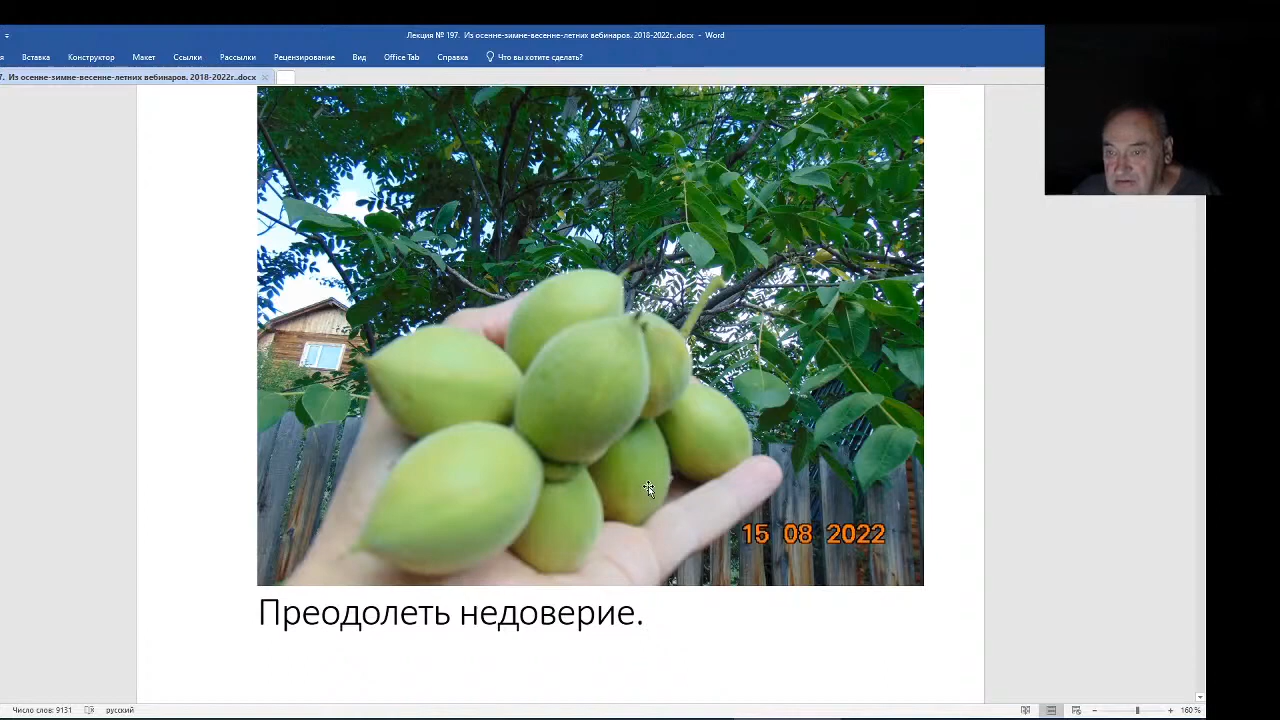 Лекция № 197. Из осенне-зимне-весенне-летних вебинаров. 2018-2022г..docx - Word
Вставка Конструктор Макет Ссылки Рассылки Рецензирование Вид Office Tab Справка Что вы хотите сделать?
7. Из осенне-зимне-весенне-летних вебинаров. 2018-2022г..docx
15 08 2022
Преодолеть недоверие.
Число слов: 9131 русский 160%